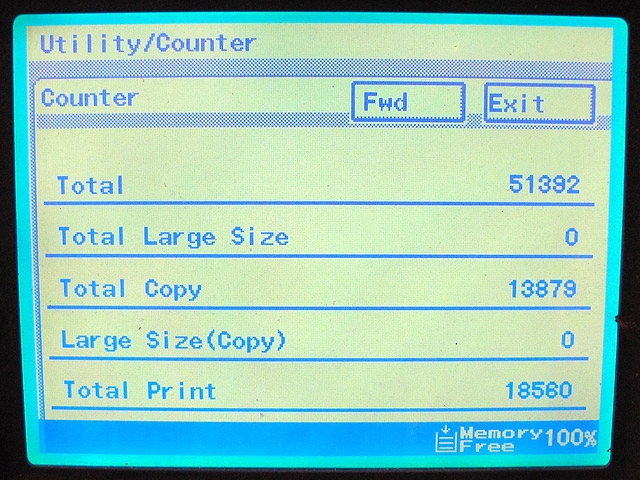 Utility/Counter
Counter Fwd Exit
Total 51392
Total Large Size 0
Total Copy 13879
Large Size(Copy) 0
Total Print 18560
Memory Free 100%